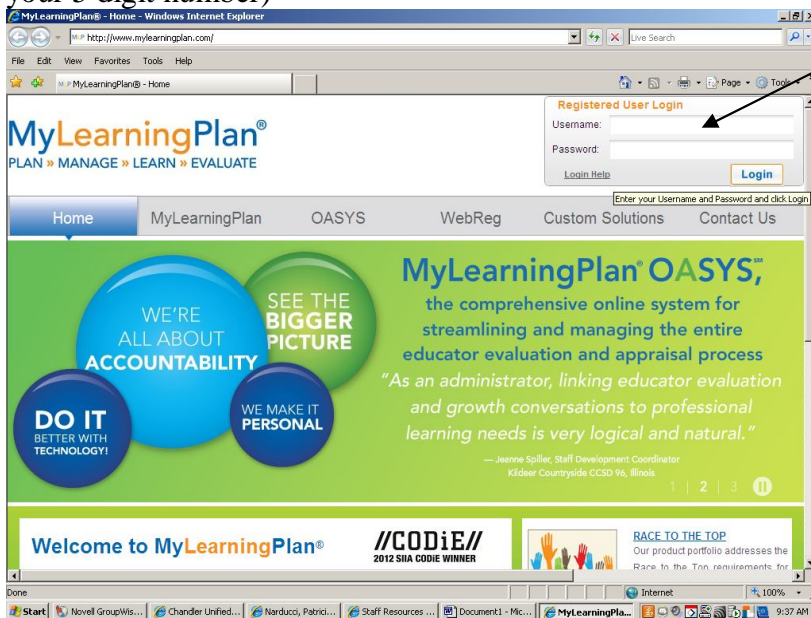 your 5-digit number)
MyLearningPlan® - Home - Windows Internet Explorer
http://www.mylearningplan.com/
Live Search
File Edit View Favorites Tools Help
MyLearningPlan® - Home
Page Tools
Registered User Login
Username:
Password:
Login Help
Login
Enter your Username and Password and click Login
MyLearningPlan®
PLAN » MANAGE » LEARN » EVALUATE
Home MyLearningPlan OASYS WebReg Custom Solutions Contact Us
WE'RE
ALL ABOUT
ACCOUNTABILITY
SEE THE
BIGGER
PICTURE
DO IT
BETTER WITH
TECHNOLOGY!
WE MAKE IT
PERSONAL
MyLearningPlan® OASYS,℠
the comprehensive online system for
streamlining and managing the entire
educator evaluation and appraisal process
"As an administrator, linking educator evaluation
and growth conversations to professional
learning needs is very logical and natural."
— Jeanne Spiller, Staff Development Coordinator
Kildeer Countryside CCSD 96, Illinois
1 | 2 | 3
Welcome to MyLearningPlan®
//CODiE//
2012 SIIA CODIE WINNER
RACE TO THE TOP
Our product portfolio addresses the
Race to the Top requirements for
Done
Internet
100%
Start Novell GroupWis... Chandler Unified... Narducci, Patrici... Staff Resources ... Document1 - Mic... MyLearningPla... 9:37 AM